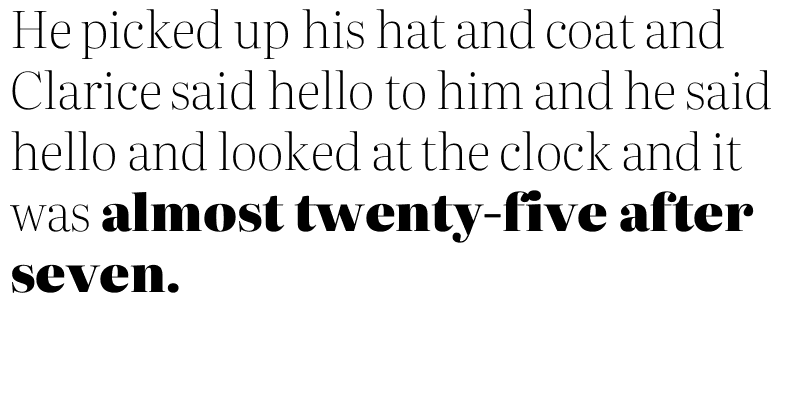 He picked up his hat and coat and
Clarice said hello to him and he said
hello and looked at the clock and it
was almost twenty-five after
seven.